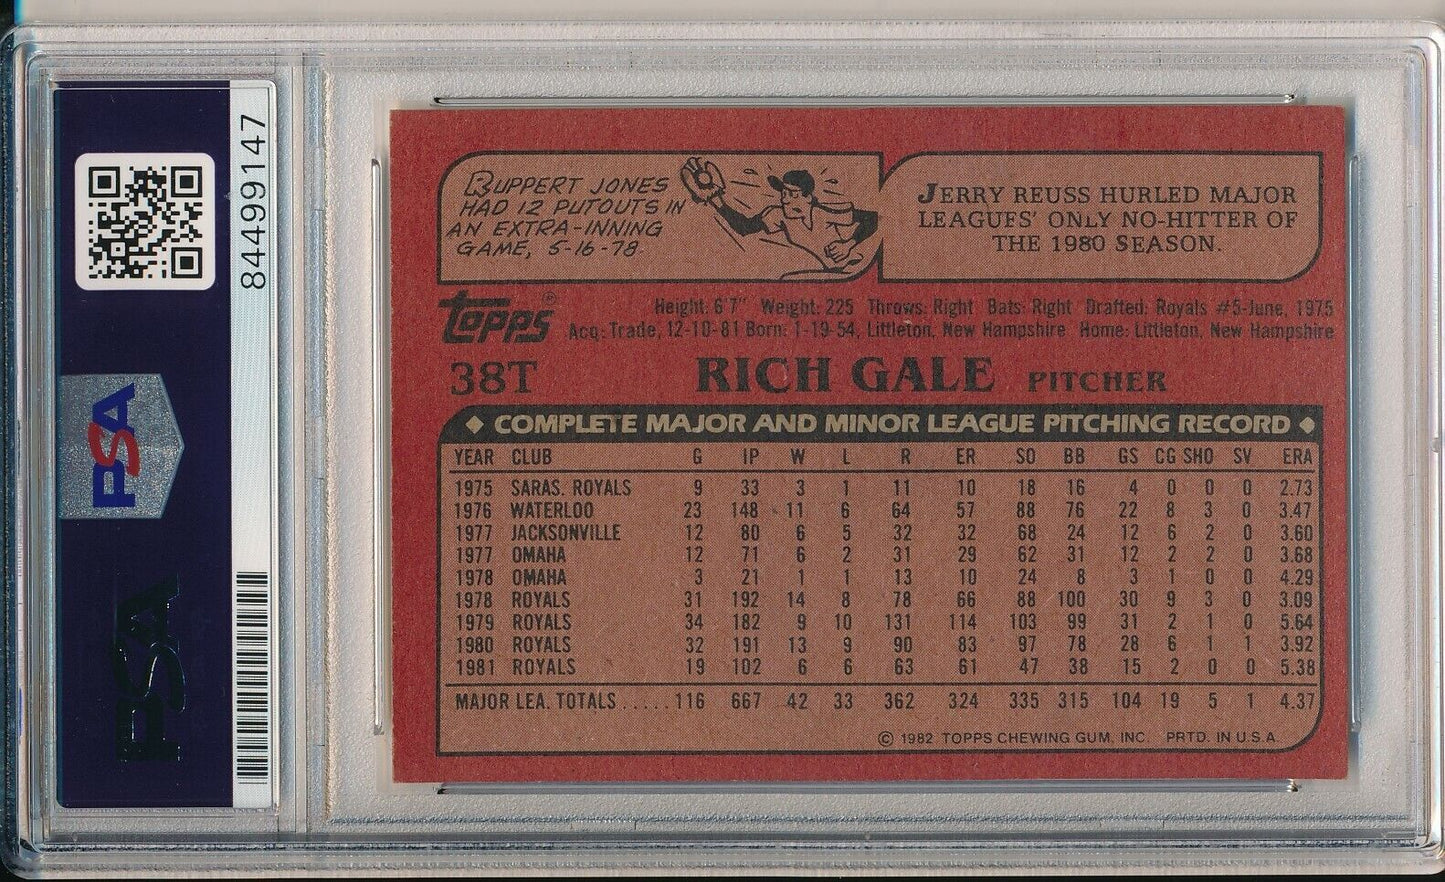 84499147
PSA
PSA
RUPPERT JONES
HAD 12 PUTOUTS IN
AN EXTRA-INNING
GAME, 5-16-78.
JERRY REUSS HURLED MAJOR
LEAGUES' ONLY NO-HITTER OF
THE 1980 SEASON.
topps®
Height: 6'7" Weight: 225 Throws: Right Bats: Right Drafted: Royals #5-June, 1975
Acq: Trade, 12-10-81 Born: 1-19-54, Littleton, New Hampshire Home: Littleton, New Hampshire
38T RICH GALE PITCHER
◆ COMPLETE MAJOR AND MINOR LEAGUE PITCHING RECORD ◆
YEAR CLUB G IP W L R ER SO BB GS CG SHO SV ERA
1975 SARAS. ROYALS 9 33 3 1 11 10 18 16 4 0 0 0 2.73
1976 WATERLOO 23 148 11 6 64 57 88 76 22 8 3 0 3.47
1977 JACKSONVILLE 12 80 6 5 32 32 68 24 12 6 2 0 3.60
1977 OMAHA 12 71 6 2 31 29 62 31 12 2 2 0 3.68
1978 OMAHA 3 21 1 1 13 10 24 8 3 1 0 0 4.29
1978 ROYALS 31 192 14 8 78 66 88 100 30 9 3 0 3.09
1979 ROYALS 34 182 9 10 131 114 103 99 31 2 1 0 5.64
1980 ROYALS 32 191 13 9 90 83 97 78 28 6 1 1 3.92
1981 ROYALS 19 102 6 6 63 61 47 38 15 2 0 0 5.38
MAJOR LEA. TOTALS.....116 667 42 33 362 324 335 315 104 19 5 1 4.37
© 1982 TOPPS CHEWING GUM, INC. PRTD. IN U.S.A.